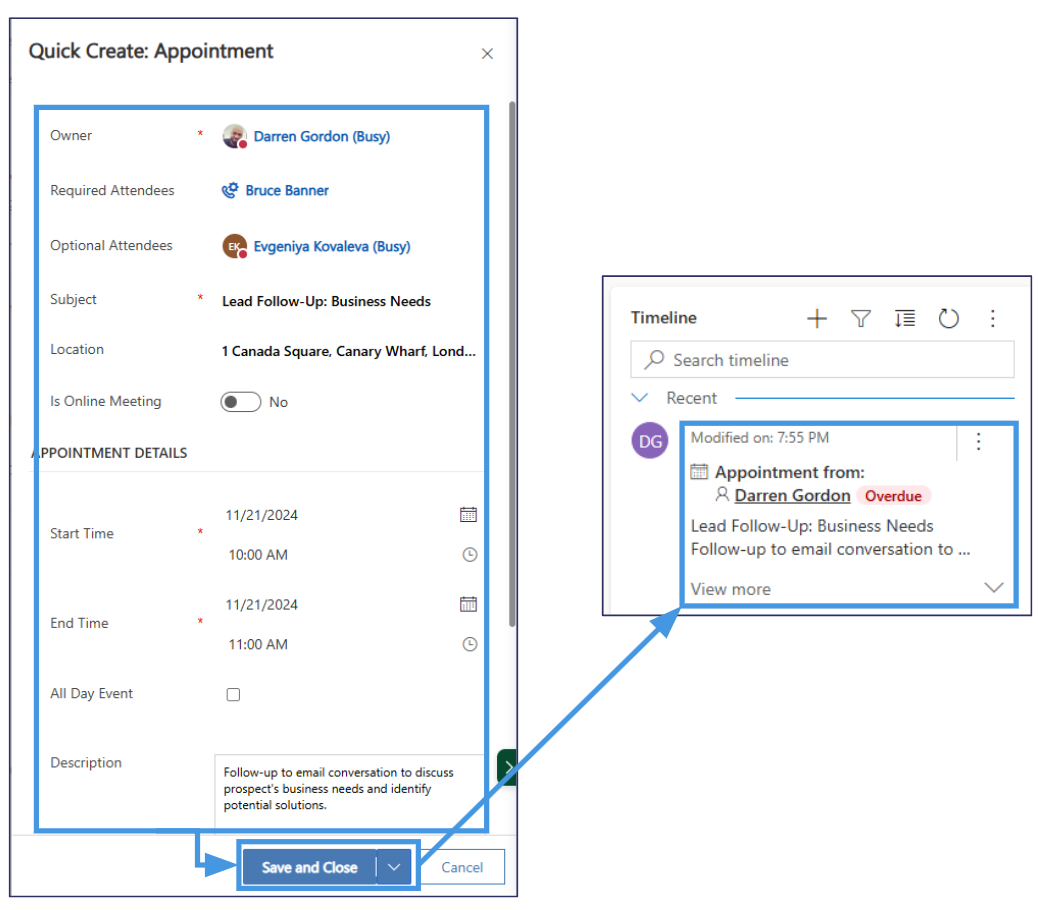 Quick Create: Appointment
Owner * Darren Gordon (Busy)
Required Attendees Bruce Banner
Optional Attendees EK Evgeniya Kovaleva (Busy)
Subject * Lead Follow-Up: Business Needs
Location 1 Canada Square, Canary Wharf, Lond...
Is Online Meeting No
APPOINTMENT DETAILS
11/21/2024
Start Time *
10:00 AM
11/21/2024
End Time *
11:00 AM
All Day Event
Description
Follow-up to email conversation to discuss
prospect's business needs and identify
potential solutions.
Save and Close
Cancel
Timeline
Search timeline
Recent
DG
Modified on: 7:55 PM
Appointment from:
Darren Gordon Overdue
Lead Follow-Up: Business Needs
Follow-up to email conversation to ...
View more